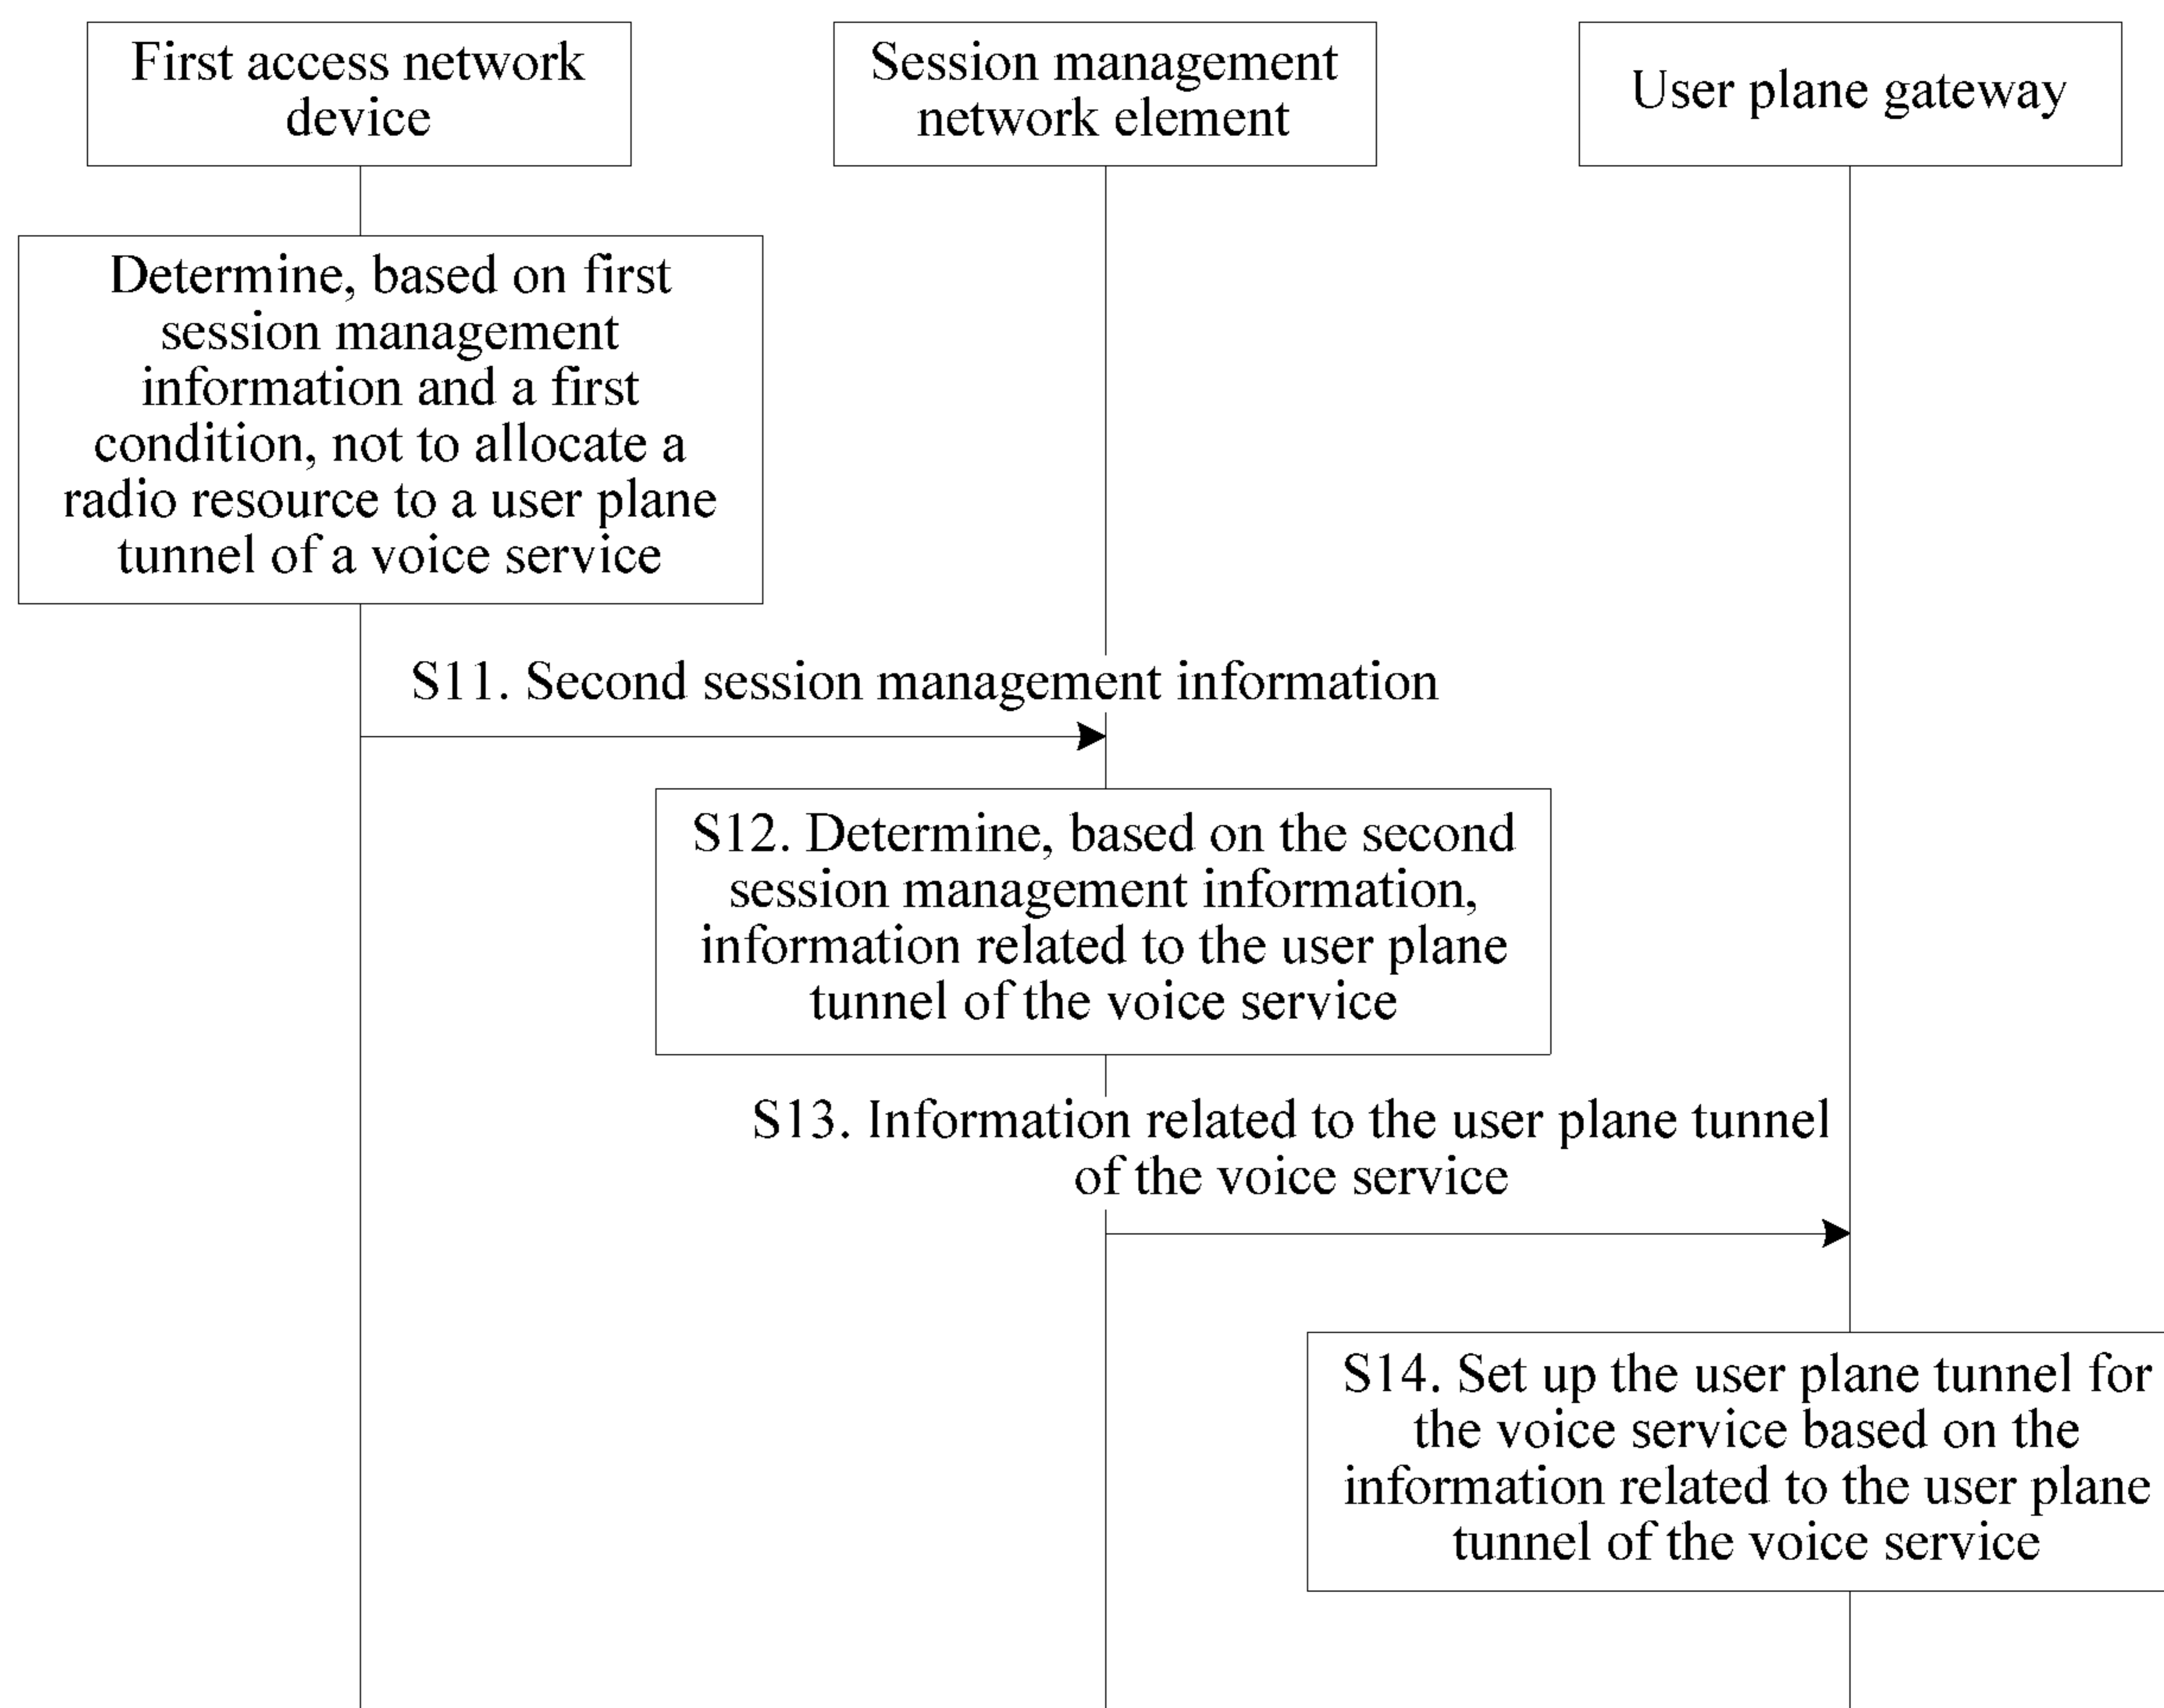 First access network
device
Session management
network element
User plane gateway
Determine, based on first
session management
information and a first
condition, not to allocate a
radio resource to a user plane
tunnel of a voice service
S11. Second session management information
S12. Determine, based on the second
session management information,
information related to the user plane
tunnel of the voice service
S13. Information related to the user plane tunnel
of the voice service
S14. Set up the user plane tunnel for
the voice service based on the
information related to the user plane
tunnel of the voice service